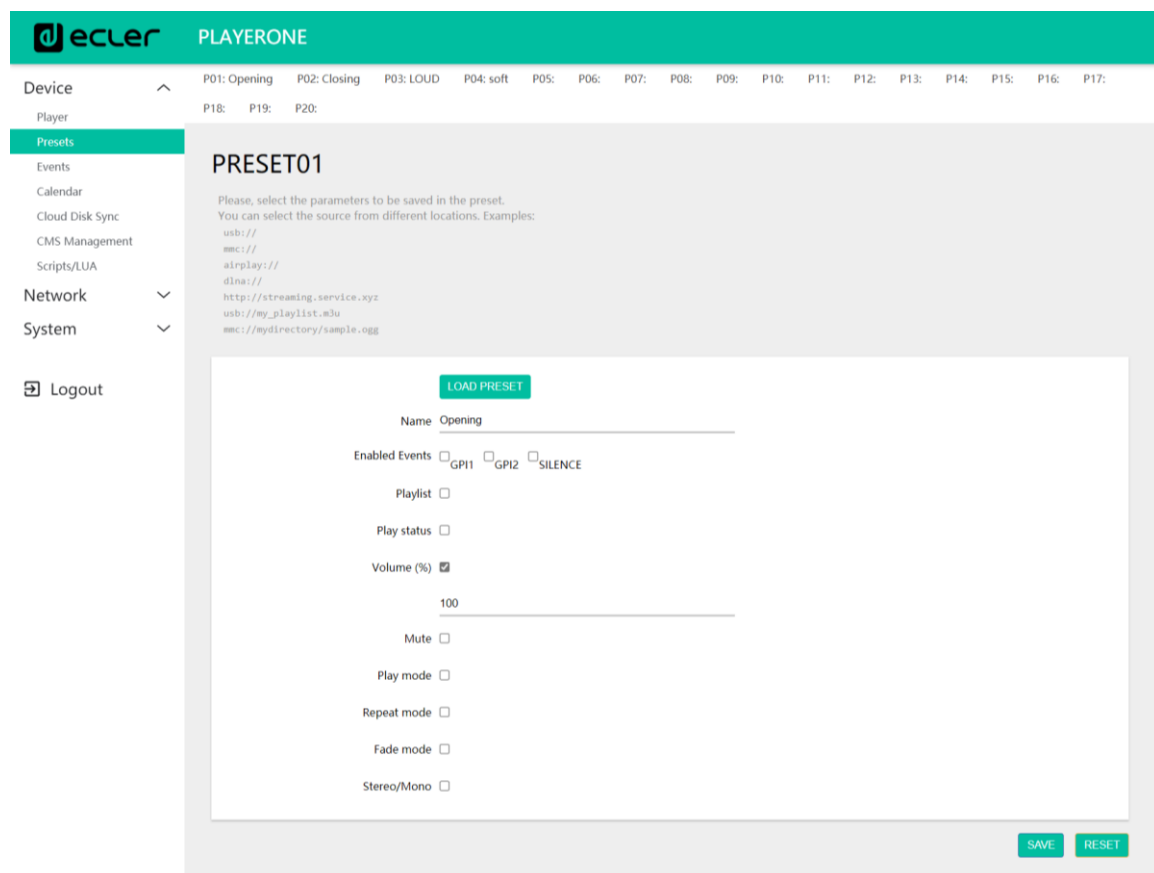 ecler PLAYERONE
Device
Player
Presets
Events
Calendar
Cloud Disk Sync
CMS Management
Scripts/LUA
Network
System
Logout
P01: Opening P02: Closing P03: LOUD P04: soft P05: P06: P07: P08: P09: P10: P11: P12: P13: P14: P15: P16: P17:
P18: P19: P20:
PRESET01
Please, select the parameters to be saved in the preset.
You can select the source from different locations. Examples:
usb://
mmc://
airplay://
dlna://
http://streaming.service.xyz
usb://my_playlist.m3u
mmc://mydirectory/sample.ogg
LOAD PRESET
Name Opening
Enabled Events GPI1 GPI2 SILENCE
Playlist
Play status
Volume (%)
100
Mute
Play mode
Repeat mode
Fade mode
Stereo/Mono
SAVE RESET